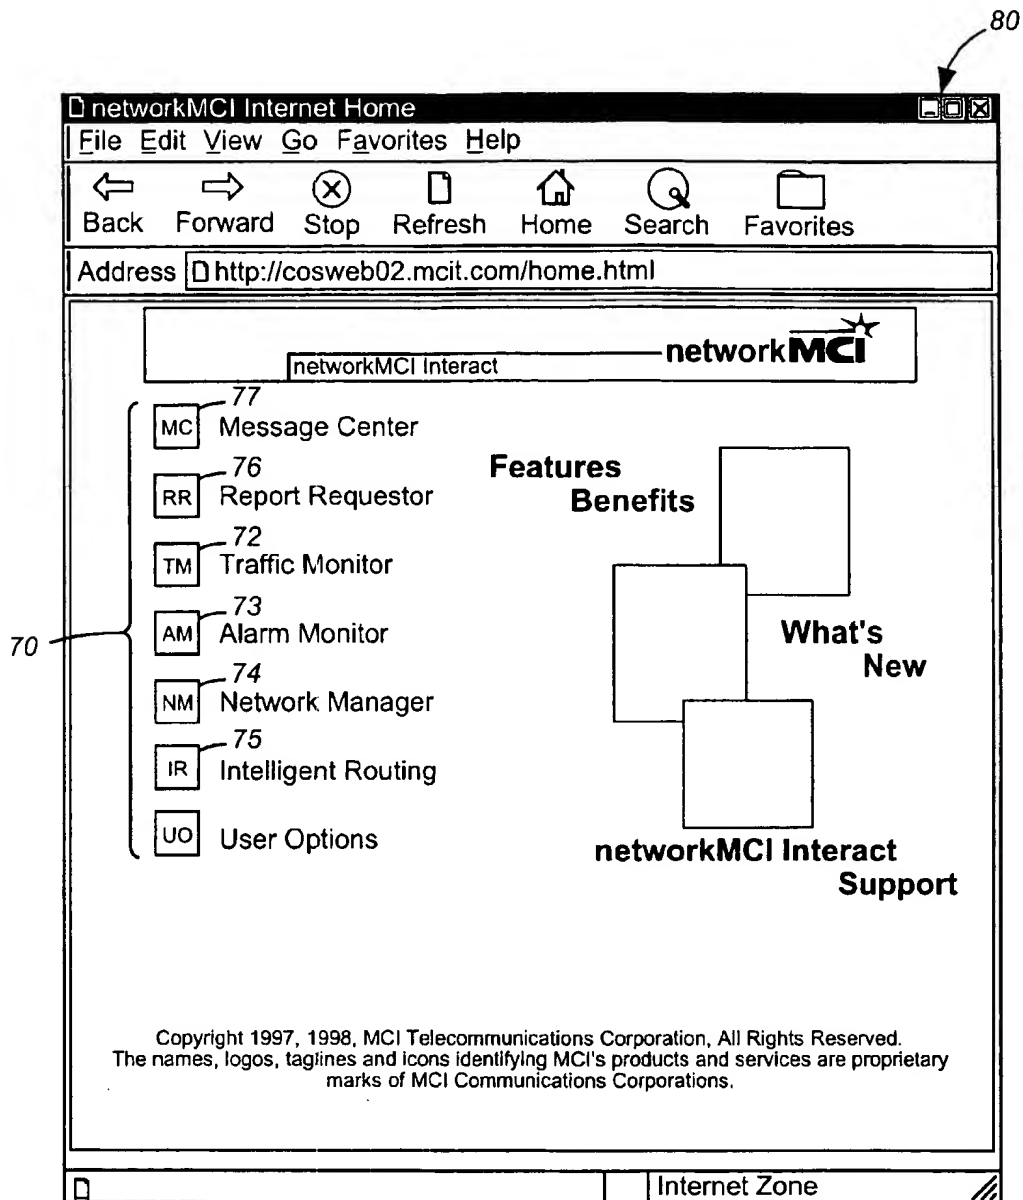 80
networkMCI Internet Home
File Edit View Go Favorites Help
Back Forward Stop Refresh Home Search Favorites
Address http://cosweb02.mcit.com/home.html
networkMCI Interact
networkMCI
70
77
MC Message Center
76
RR Report Requestor
72
TM Traffic Monitor
73
AM Alarm Monitor
74
NM Network Manager
75
IR Intelligent Routing
UO User Options
Features
Benefits
What's
New
networkMCI Interact
Support
Copyright 1997, 1998, MCI Telecommunications Corporation, All Rights Reserved.
The names, logos, taglines and icons identifying MCI's products and services are proprietary
marks of MCI Communications Corporations.
Internet Zone